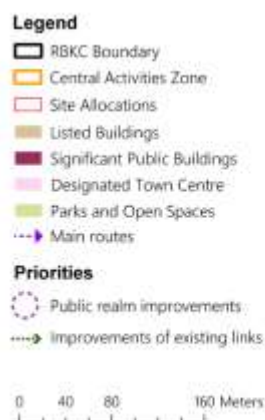 Legend
RBKC Boundary
Central Activities Zone
Site Allocations
Listed Buildings
Significant Public Buildings
Designated Town Centre
Parks and Open Spaces
Main routes
Priorities
Public realm improvements
Improvements of existing links
0 40 80 160 Meters